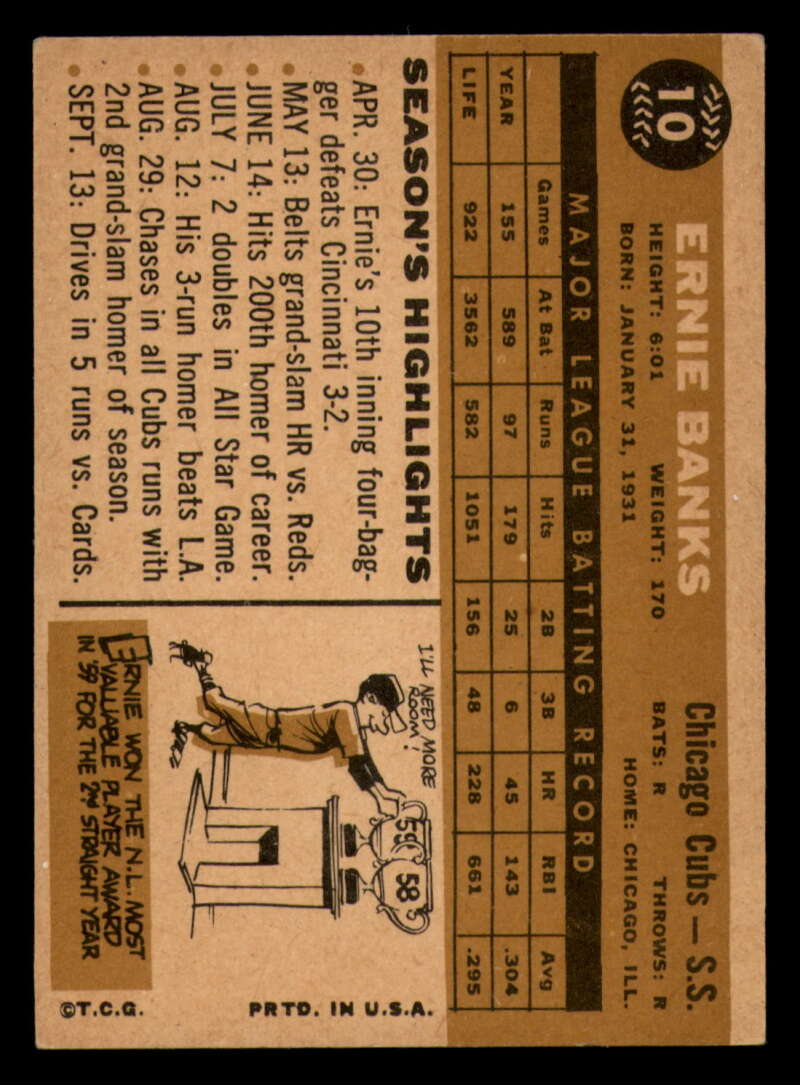 10
ERNIE BANKS
Chicago Cubs — S.S.
HEIGHT: 6:01 WEIGHT: 170 BATS: R THROWS: R
BORN: JANUARY 31, 1931 HOME: CHICAGO, ILL.
MAJOR LEAGUE BATTING RECORD
Games At Bat Runs Hits 2B 3B HR RBI Avg
YEAR 155 589 97 179 25 6 45 143 .304
LIFE 922 3562 582 1051 156 48 228 661 .295
SEASON'S HIGHLIGHTS
• APR. 30: Ernie's 10th inning four-bag-
ger defeats Cincinnati 3-2.
• MAY 13: Belts grand-slam HR vs. Reds.
• JUNE 14: Hits 200th homer of career.
• JULY 7: 2 doubles in All Star Game.
• AUG. 12: His 3-run homer beats L.A.
• AUG. 29: Chases in all Cubs runs with
2nd grand-slam homer of season.
• SEPT. 13: Drives in 5 runs vs. Cards.
I'LL NEED MORE
ROOM!
59 58
ERNIE WON THE N.L. MOST
VALUABLE PLAYER AWARD
IN '59 FOR THE 2ND STRAIGHT YEAR
©T.C.G. PRTD. IN U.S.A.